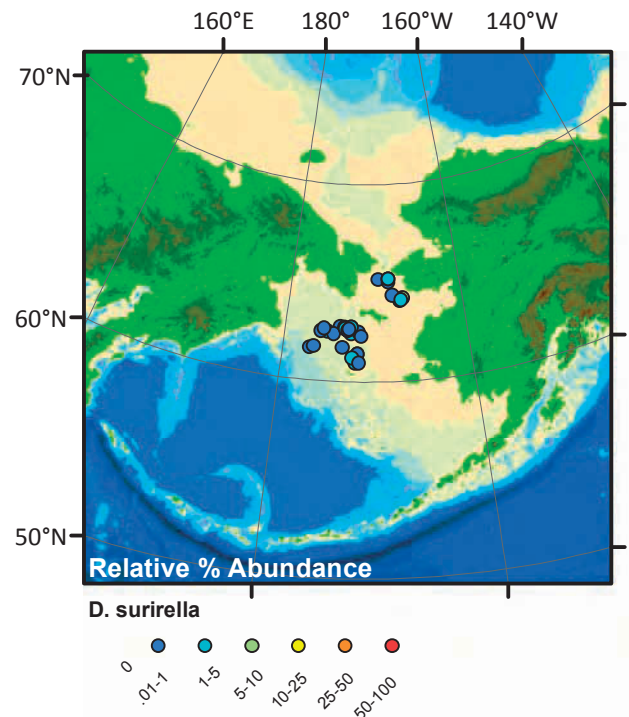 160°E 180° 160°W 140°W
70°N
60°N
50°N
Relative % Abundance
D. surirella
0 .01-1 1-5 5-10 10-25 25-50 50-100